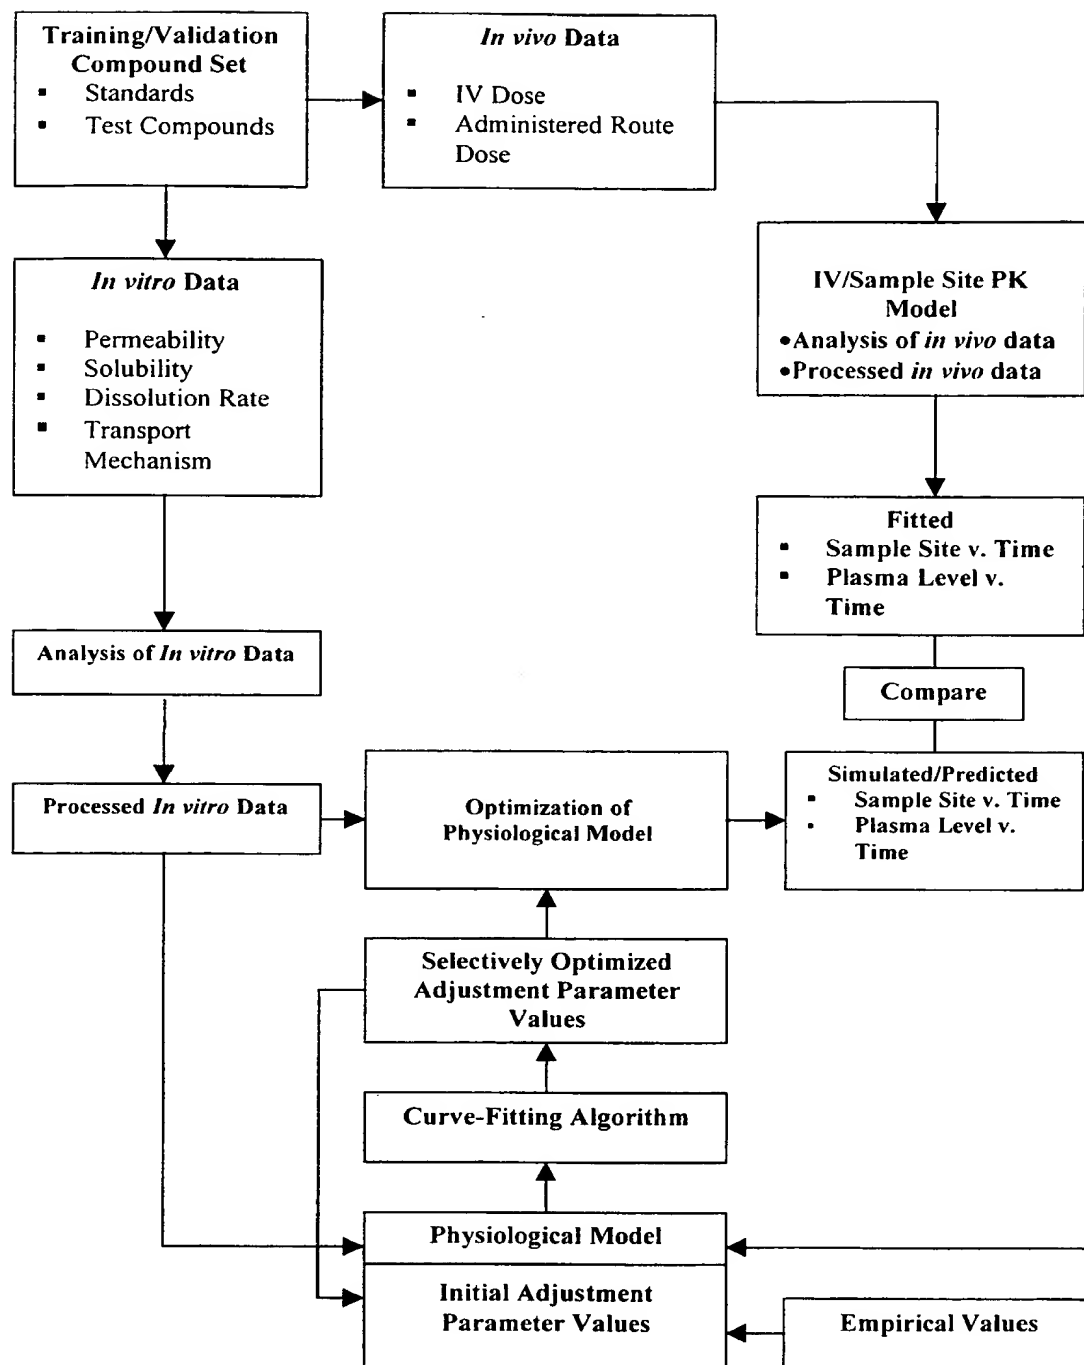 Training/Validation
Compound Set
▪ Standards
▪ Test Compounds
In vivo Data
▪ IV Dose
▪ Administered Route
Dose
In vitro Data
▪ Permeability
▪ Solubility
▪ Dissolution Rate
▪ Transport
Mechanism
IV/Sample Site PK
Model
•Analysis of in vivo data
•Processed in vivo data
Fitted
▪ Sample Site v. Time
▪ Plasma Level v.
Time
Analysis of In vitro Data
Compare
Processed In vitro Data
Optimization of
Physiological Model
Simulated/Predicted
▪ Sample Site v. Time
▪ Plasma Level v.
Time
Selectively Optimized
Adjustment Parameter
Values
Curve-Fitting Algorithm
Physiological Model
Initial Adjustment
Parameter Values
Empirical Values